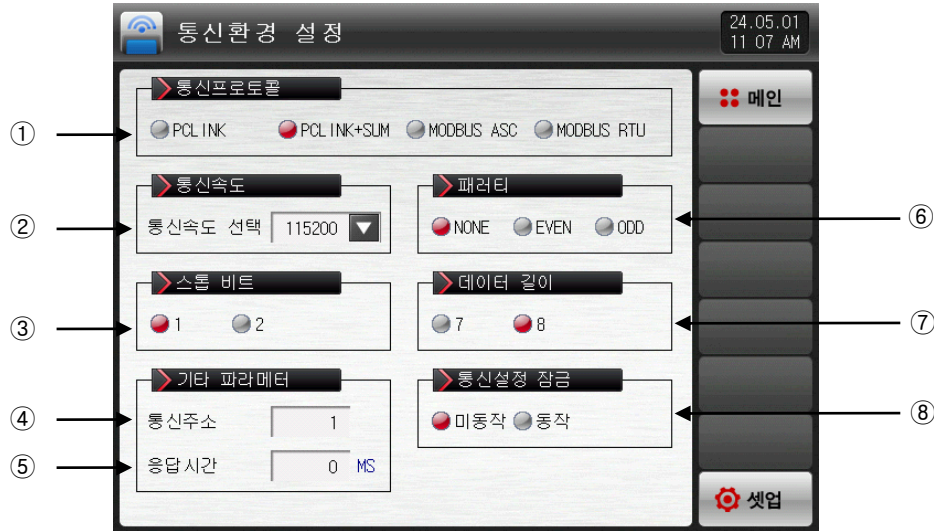 통신환경 설정
24.05.01
11 07 AM
통신프로토콜
① PCLINK PCLINK+SUM MODBUS ASC MODBUS RTU
메인
통신속도
② 통신속도 선택 115200
패러티
NONE EVEN ODD ⑥
스톱 비트
③ 1 2
데이터 길이
7 8 ⑦
기타 파라메터
④ 통신주소 1
⑤ 응답시간 0 MS
통신설정 잠금
미동작 동작 ⑧
셋업